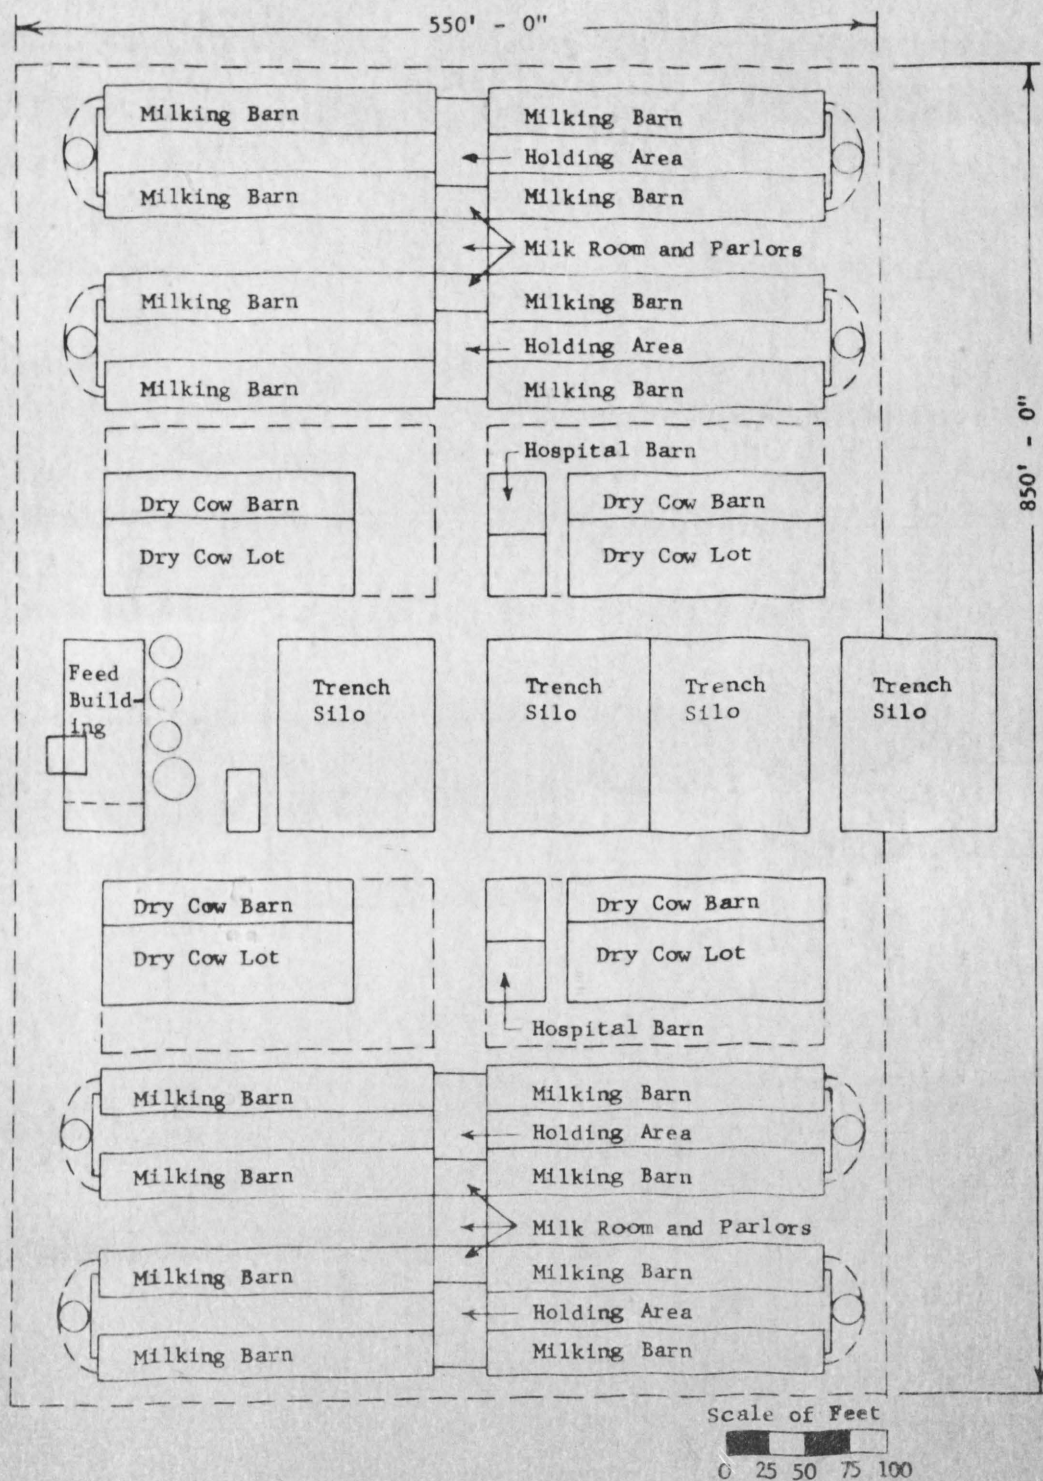 550' - 0"
Milking Barn
Milking Barn
Holding Area
Milking Barn
Milking Barn
Milk Room and Parlors
Milking Barn
Milking Barn
Holding Area
Milking Barn
Milking Barn
850' - 0"
Hospital Barn
Dry Cow Barn
Dry Cow Barn
Dry Cow Lot
Dry Cow Lot
Feed
Build-
ing
Trench
Silo
Trench
Silo
Trench
Silo
Trench
Silo
Dry Cow Barn
Dry Cow Barn
Dry Cow Lot
Dry Cow Lot
Hospital Barn
Milking Barn
Milking Barn
Holding Area
Milking Barn
Milking Barn
Milk Room and Parlors
Milking Barn
Milking Barn
Holding Area
Milking Barn
Milking Barn
Scale of Feet
0 25 50 75 100